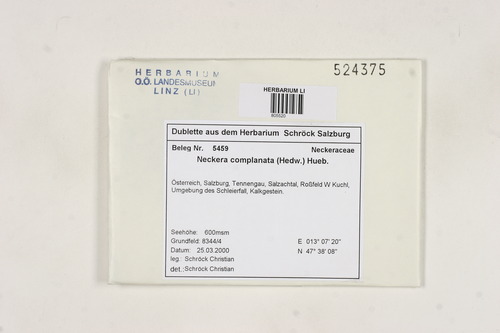 HERBARIUM
O.Ö. LANDESMUSEUM
LINZ (LI)
524375
HERBARIUM LI
Dublette aus dem Herbarium Schröck Salzburg
Beleg Nr. 5459 Neckeraceae
Neckera complanata (Hedw.) Hueb.
Österreich, Salzburg, Tennengau, Salzachtal, Roßfeld W Kuchl,
Umgebung des Schleierfall, Kalkgestein.
Seehöhe: 600msm
Grundfeld: 8344/4 E 013° 07' 20"
Datum: 25.03.2000 N 47° 38' 08"
leg.: Schröck Christian
det.: Schröck Christian